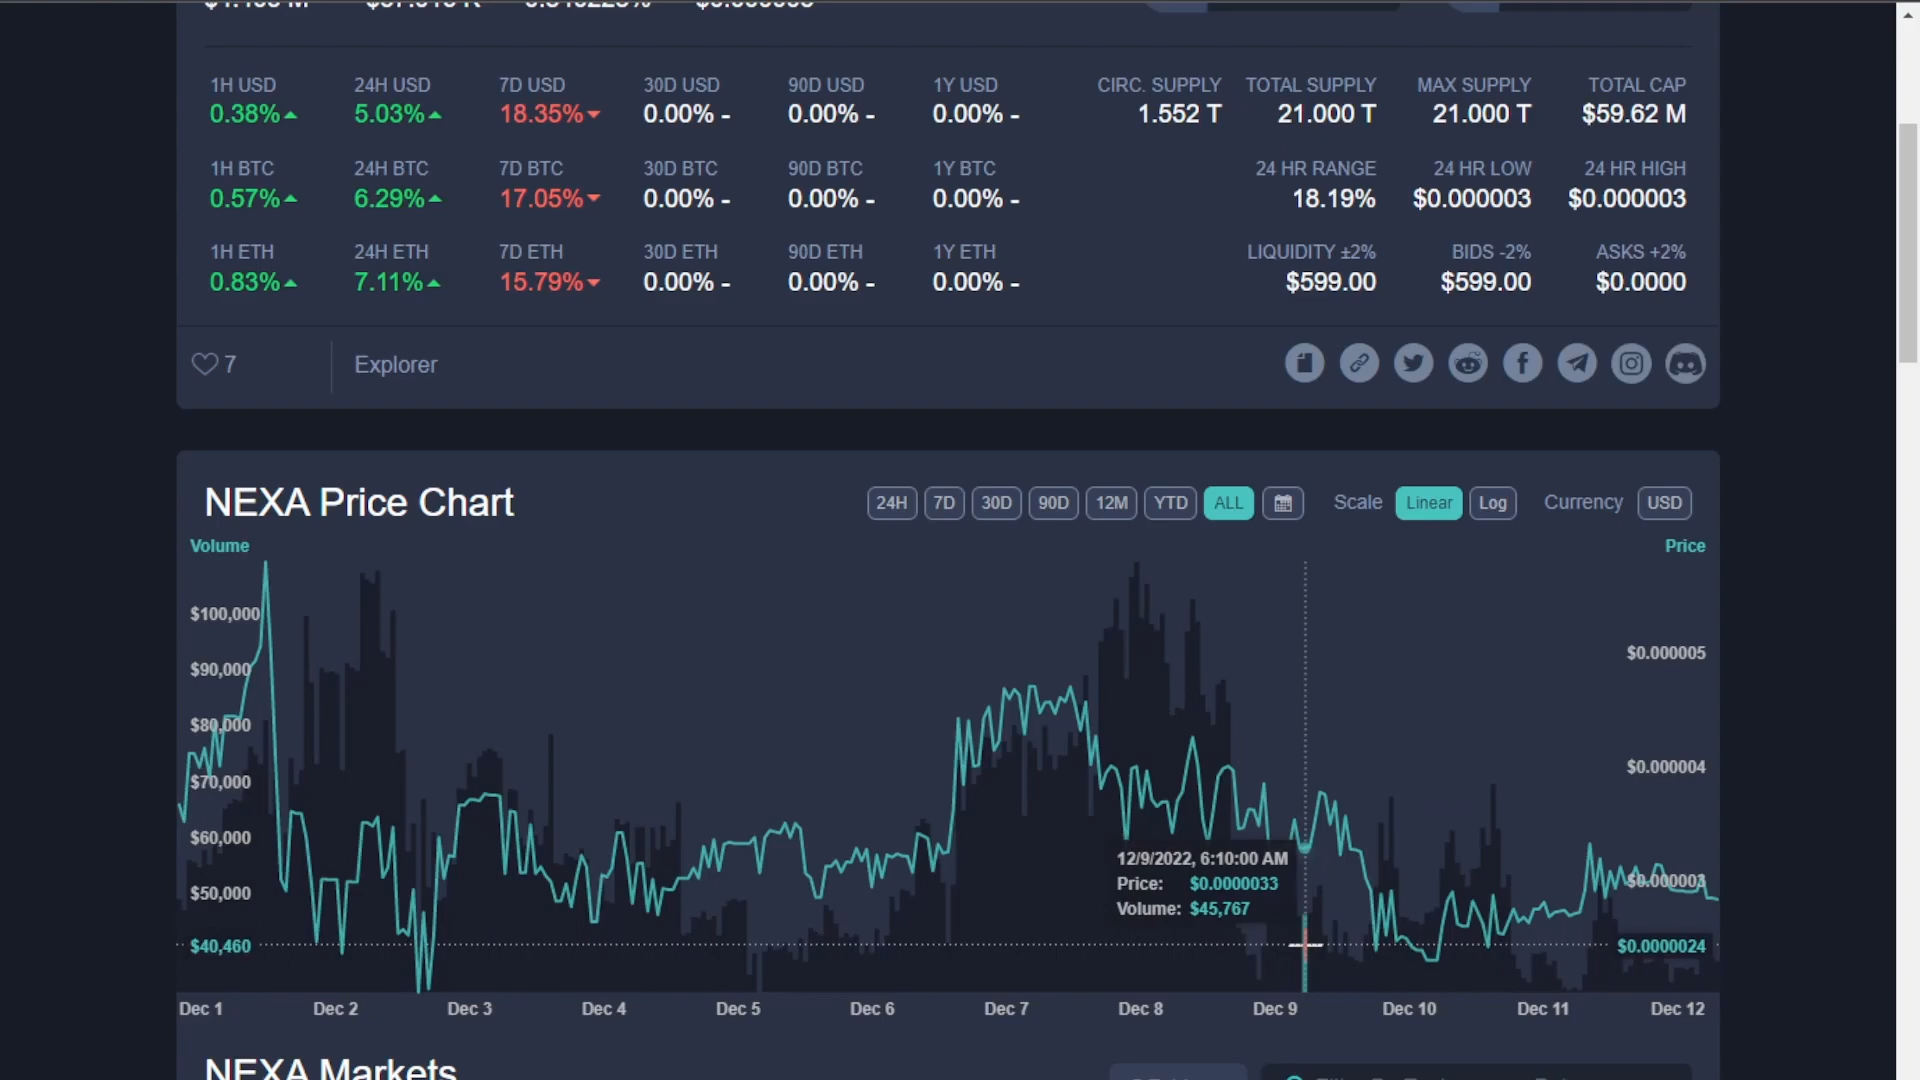 1H USD 24H USD 7D USD 30D USD 90D USD 1Y USD CIRC. SUPPLY TOTAL SUPPLY MAX SUPPLY TOTAL CAP
0.38% 5.03% 18.35% 0.00% - 0.00% - 0.00% - 1.552 T 21.000 T 21.000 T $59.62 M
1H BTC 24H BTC 7D BTC 30D BTC 90D BTC 1Y BTC 24 HR RANGE 24 HR LOW 24 HR HIGH
0.57% 6.29% 17.05% 0.00% - 0.00% - 0.00% - 18.19% $0.000003 $0.000003
1H ETH 24H ETH 7D ETH 30D ETH 90D ETH 1Y ETH LIQUIDITY ±2% BIDS -2% ASKS +2%
0.83% 7.11% 15.79% 0.00% - 0.00% - 0.00% - $599.00 $599.00 $0.0000
7 Explorer
NEXA Price Chart 24H 7D 30D 90D 12M YTD ALL Scale Linear Log Currency USD
Volume Price
$100,000
$0.000005
$90,000
$80,000
$0.000004
$70,000
$60,000
12/9/2022, 6:10:00 AM
Price: $0.0000033
$0.000003
$50,000
Volume: $45,767
$40,460 $0.0000024
Dec 1 Dec 2 Dec 3 Dec 4 Dec 5 Dec 6 Dec 7 Dec 8 Dec 9 Dec 10 Dec 11 Dec 12
NEXA Markets